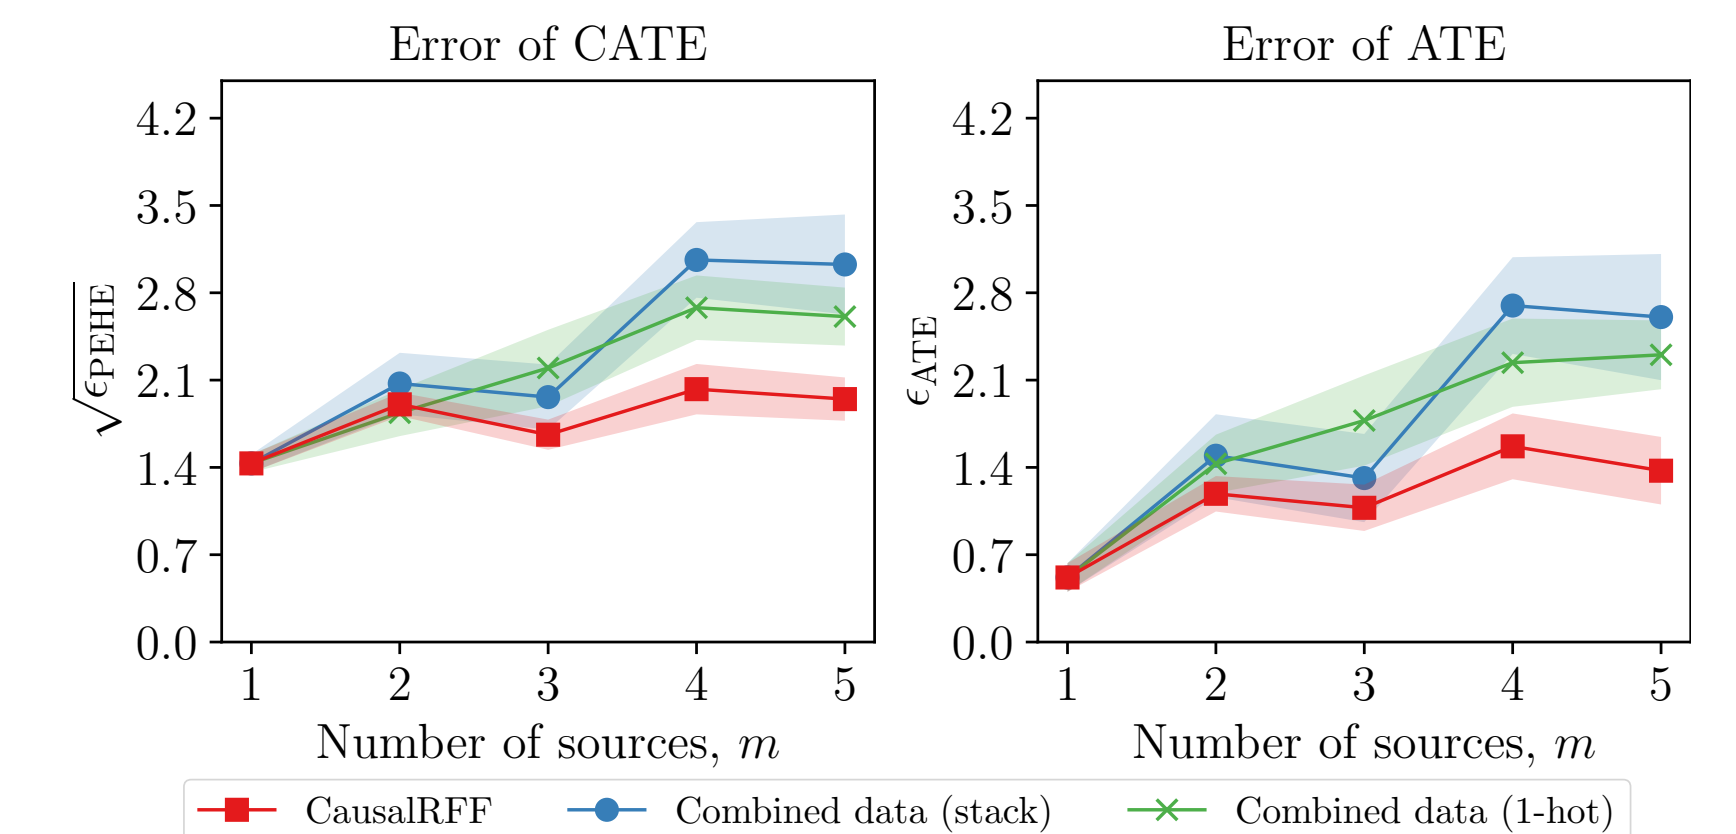 Error of CATE
4.2
3.5
2.8
2.1
1.4
0.7
0.0
√ϵPEHE
1 2 3 4 5
Number of sources, m
Error of ATE
4.2
3.5
2.8
2.1
1.4
0.7
0.0
ϵATE
1 2 3 4 5
Number of sources, m
CausalRFF Combined data (stack) Combined data (1-hot)